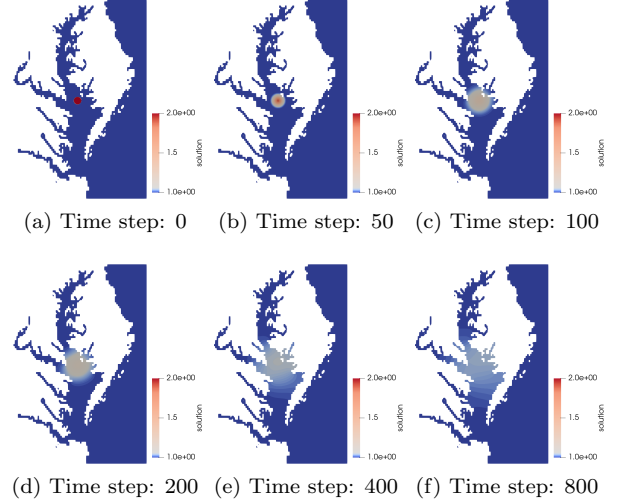 2.0e+00
1.5
1.0e+00
solution
2.0e+00
1.5
1.0e+00
solution
2.0e+00
1.5
1.0e+00
solution
(a) Time step: 0
(b) Time step: 50
(c) Time step: 100
2.0e+00
1.5
1.0e+00
solution
2.0e+00
1.5
1.0e+00
solution
2.0e+00
1.5
1.0e+00
solution
(d) Time step: 200
(e) Time step: 400
(f) Time step: 800